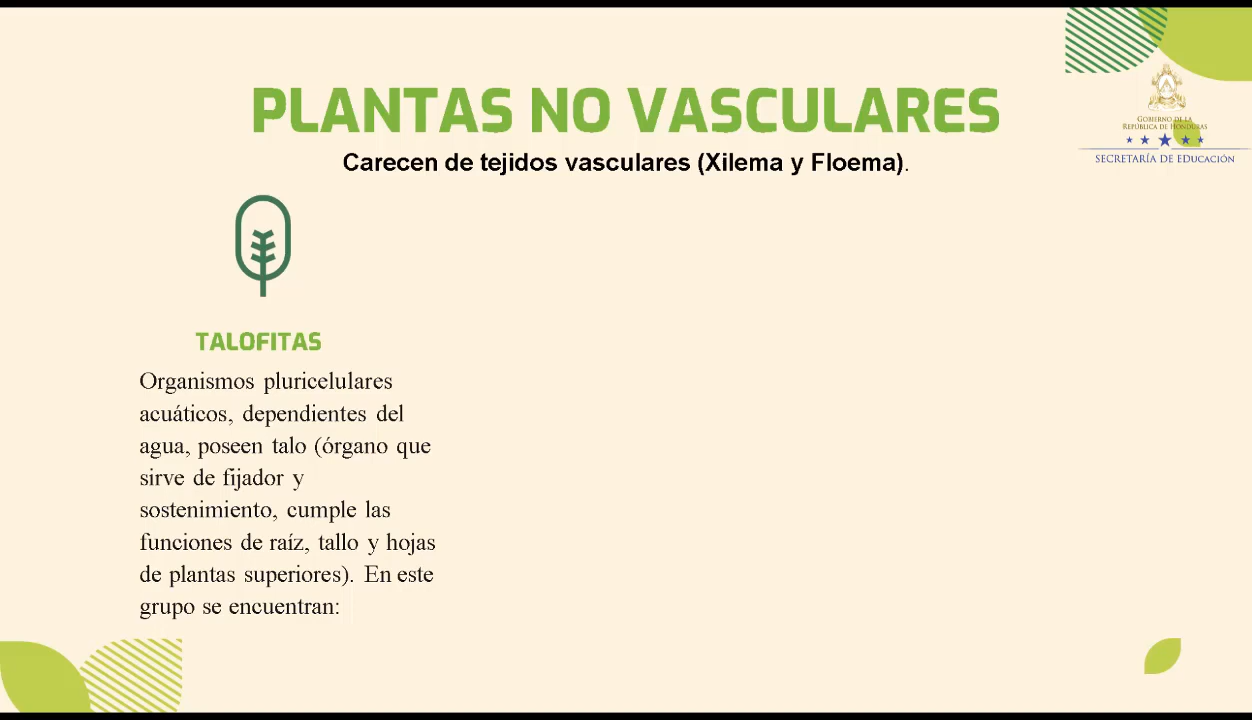 PLANTAS NO VASCULARES
Carecen de tejidos vasculares (Xilema y Floema).
GOBIERNO DE LA
REPÚBLICA DE HONDURAS
SECRETARÍA DE EDUCACIÓN
TALOFITAS
Organismos pluricelulares
acuáticos, dependientes del
agua, poseen talo (órgano que
sirve de fijador y
sostenimiento, cumple las
funciones de raíz, tallo y hojas
de plantas superiores). En este
grupo se encuentran: